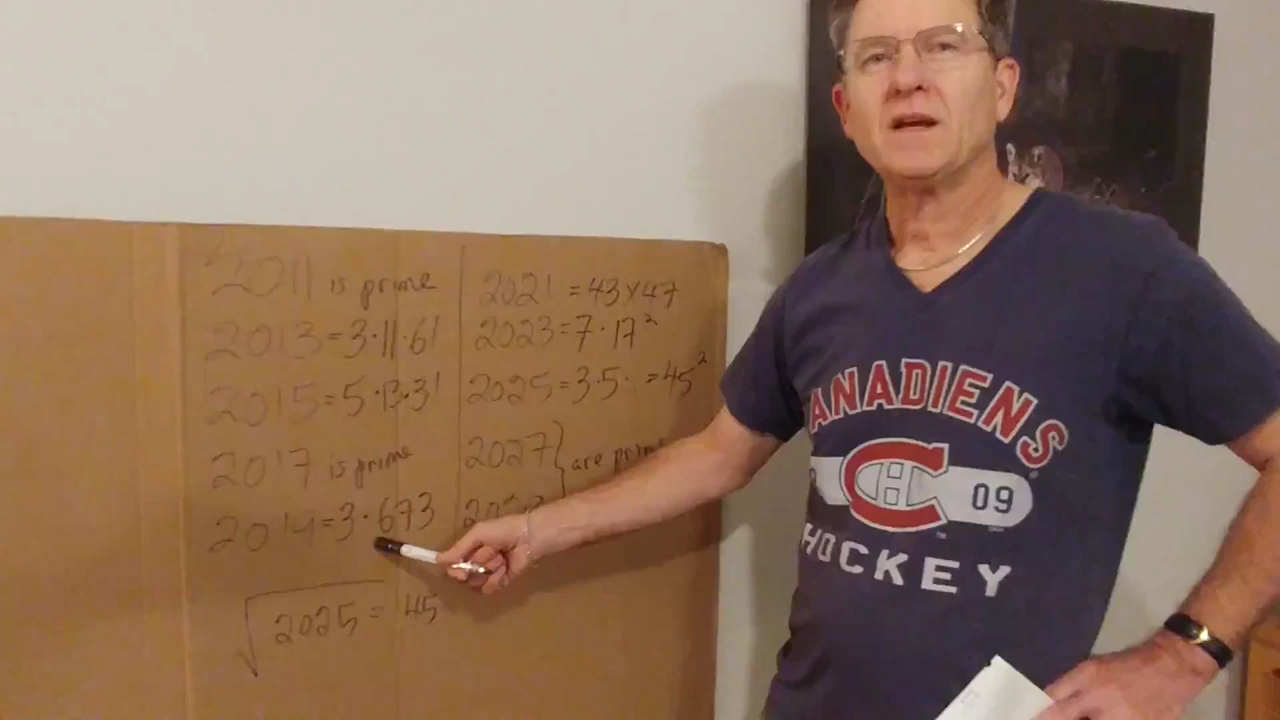 2011 is prime
2013=3·11·61
2015=5·13·31
2017 is prime
2019=3·673
√2025 = 45
2021 = 43×47
2023=7·17²
2025=3·5· =45²
2027} are
CANADIENS
CH
09
HOCKEY